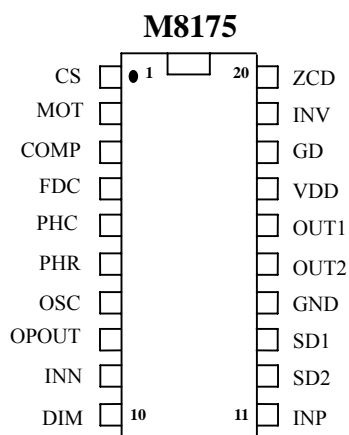 M8175
CS 1 20 ZCD
MOT INV
COMP GD
FDC VDD
PHC OUT1
PHR OUT2
OSC GND
OPOUT SD1
INN SD2
DIM 10 11 INP